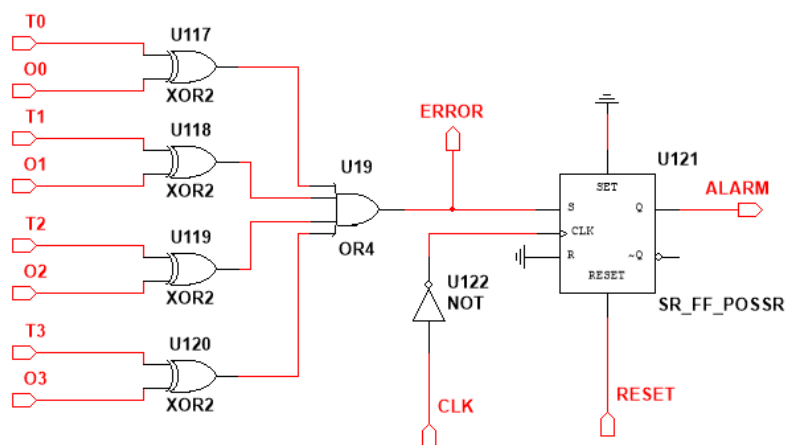 T0
U117
O0
XOR2
T1
U118
O1
XOR2
T2
U119
O2
XOR2
T3
U120
O3
XOR2
U19
OR4
ERROR
U122
NOT
CLK
U121
SET
S
Q
CLK
R
~Q
RESET
SR_FF_POSSR
ALARM
RESET